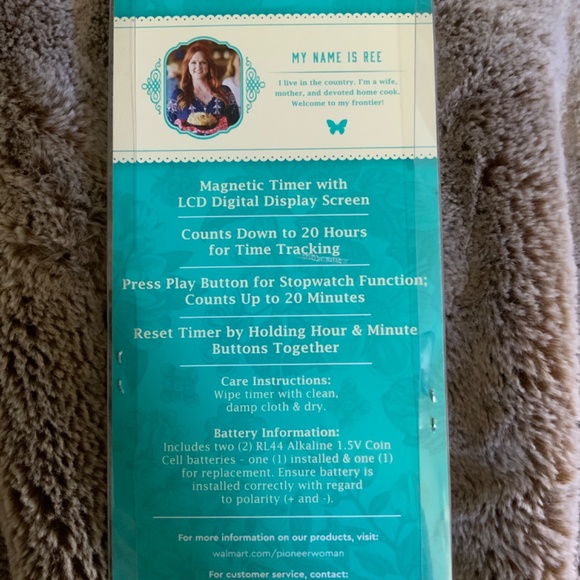 MY NAME IS REE
I live in the country. I'm a wife,
mother, and devoted home cook.
Welcome to my frontier!
Magnetic Timer with
LCD Digital Display Screen
Counts Down to 20 Hours
for Time Tracking
Press Play Button for Stopwatch Function;
Counts Up to 20 Minutes
Reset Timer by Holding Hour & Minute
Buttons Together
Care Instructions:
Wipe timer with clean,
damp cloth & dry.
Battery Information:
Includes two (2) RL44 Alkaline 1.5V Coin
Cell batteries - one (1) installed & one (1)
for replacement. Ensure battery is
installed correctly with regard
to polarity (+ and -).
For more information on our products, visit:
walmart.com/pioneerwoman
For customer service, contact: